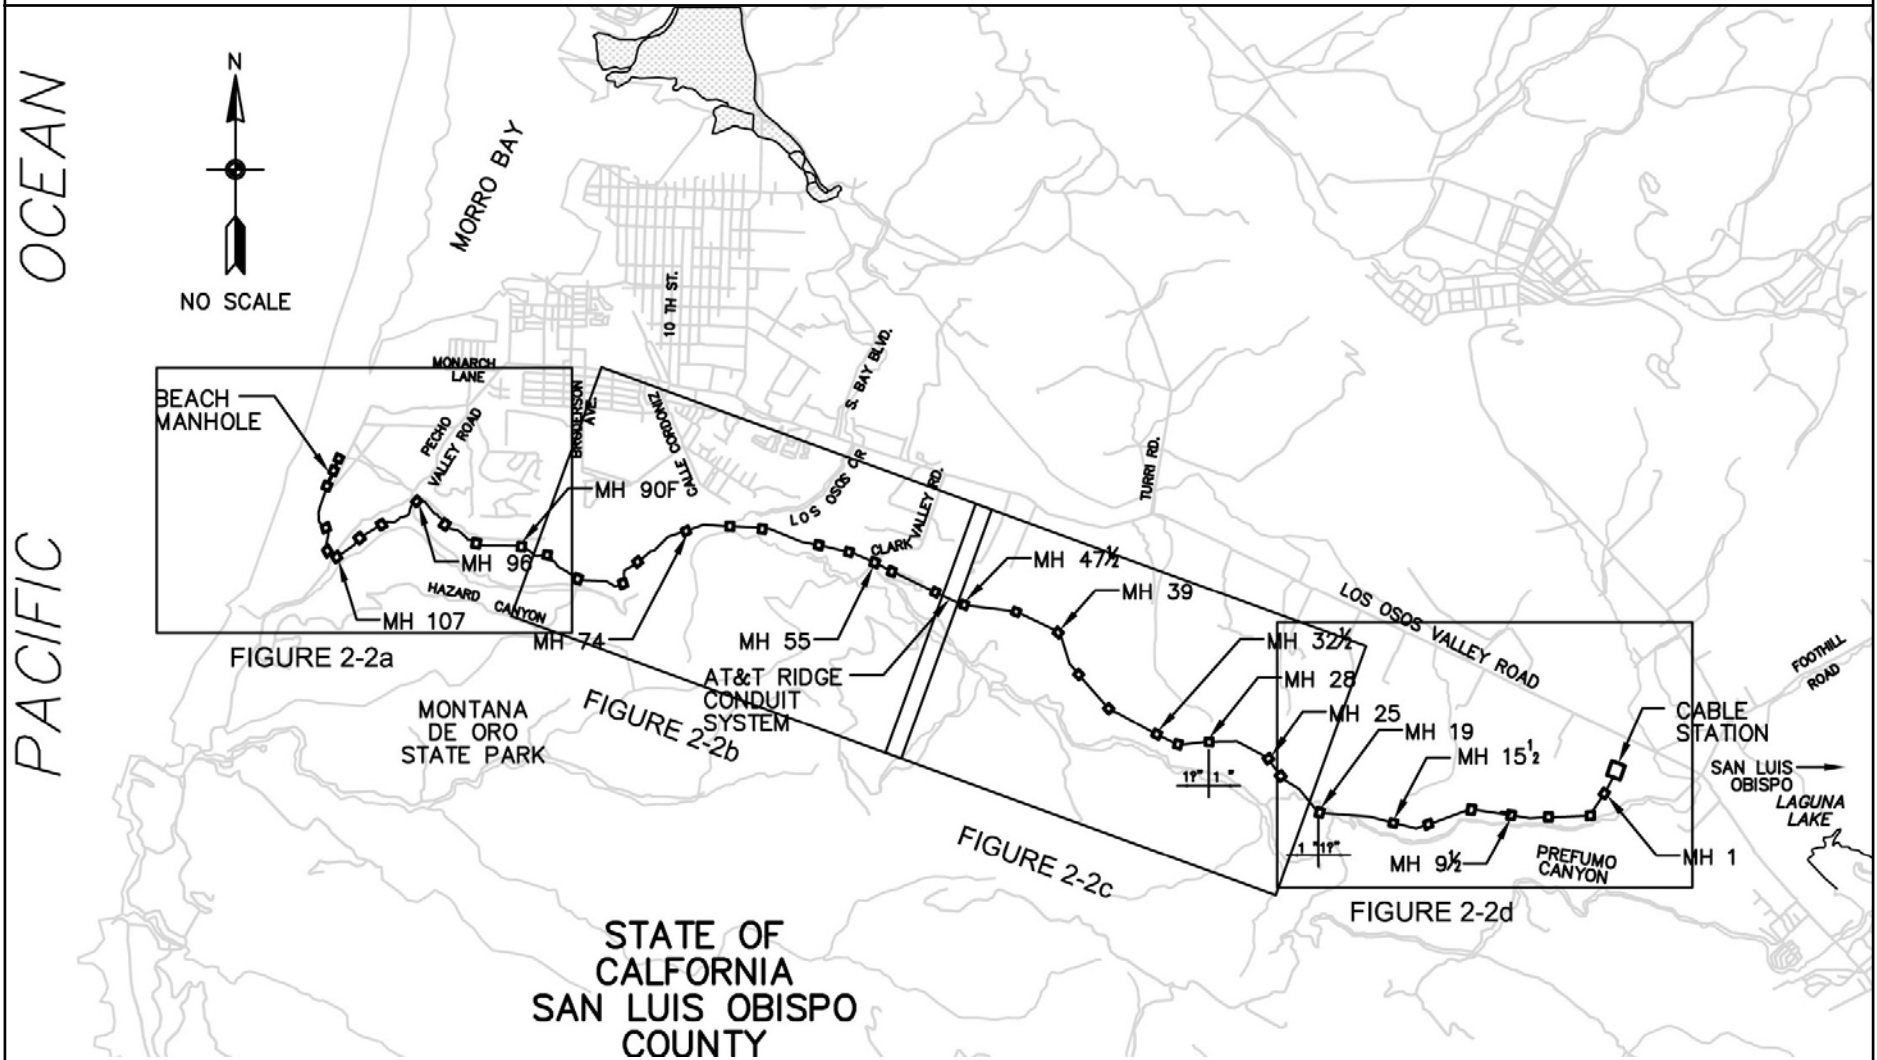 PACIFIC OCEAN
N
NO SCALE
MORRO BAY
10 TH ST.
S. BAY BLVD.
MONARCH
LANE
BEACH
MANHOLE
PECHO
VALLEY ROAD
BRODERSON
AVE.
CALLE CORDONIZ
LOS OSOS CR
CLARK VALLEY RD.
TURRI RD.
MH 90F
MH 96
HAZARD CANYON
MH 107
MH 74
MH 55
MH 47½
MH 39
AT&T RIDGE
CONDUIT
SYSTEM
MH 32½
MH 28
MH 25
MH 19
MH 15½
MH 9½
MH 1
LOS OSOS VALLEY ROAD
FOOTHILL
ROAD
CABLE
STATION
SAN LUIS
OBISPO
LAGUNA
LAKE
PREFUMO
CANYON
1?" 1 "
1 "1?"
FIGURE 2-2a
FIGURE 2-2b
FIGURE 2-2c
FIGURE 2-2d
MONTANA
DE ORO
STATE PARK
STATE OF
CALFORNIA
SAN LUIS OBISPO
COUNTY